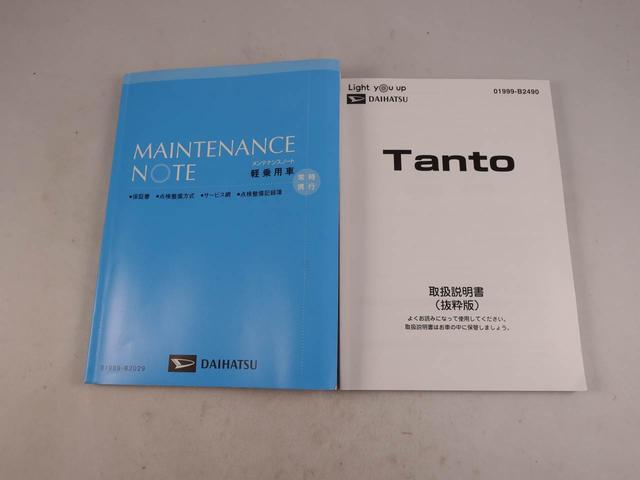 MAINTENANCE
NOTE
メンテナンスノート
軽乗用車
常時
携行
●保証書 ●点検整備方式 ●サービス網 ●点検整備記録簿
DAIHATSU
01999-B2029
Light you up
DAIHATSU
01999-B2490
Tanto
取扱説明書
(抜粋版)
よくお読みになって使用してください。
取扱説明書はお車の中に保管しましょう。